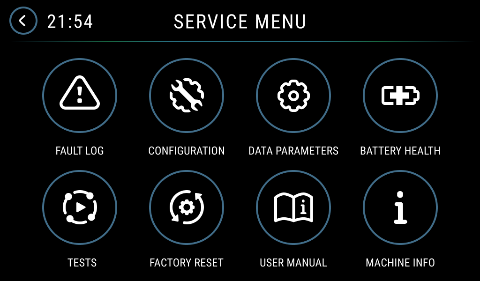 21:54 SERVICE MENU
FAULT LOG CONFIGURATION DATA PARAMETERS BATTERY HEALTH
TESTS FACTORY RESET USER MANUAL MACHINE INFO